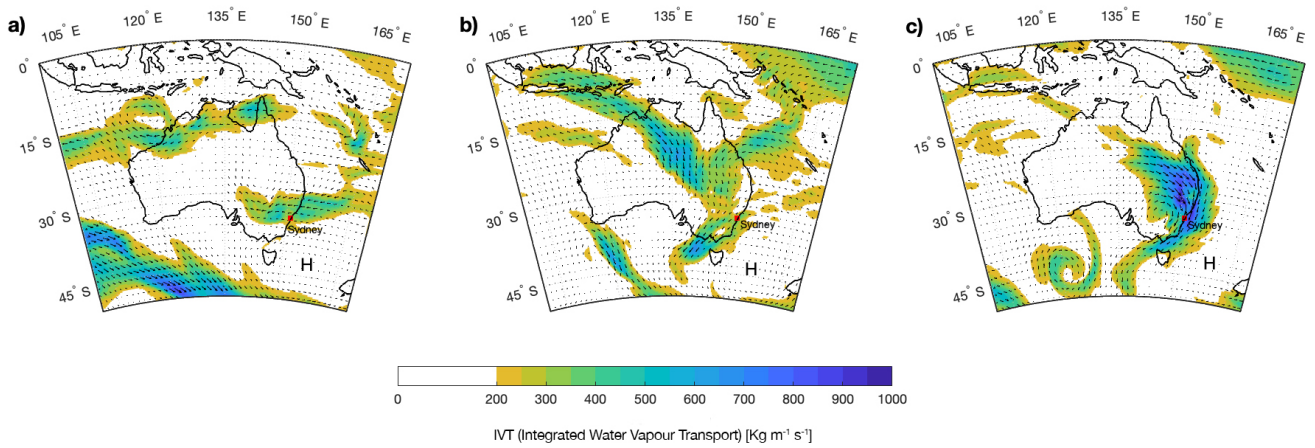 a)
105° E
120° E
135° E
150° E
165° E
0°
15° S
30° S
45° S
Sydney
H
b)
105° E
120° E
135° E
150° E
165° E
0°
15° S
30° S
45° S
Sydney
H
c)
105° E
120° E
135° E
150° E
165° E
0°
15° S
30° S
45° S
Sydney
H
0 200 300 400 500 600 700 800 900 1000
IVT (Integrated Water Vapour Transport) [Kg m⁻¹ s⁻¹]